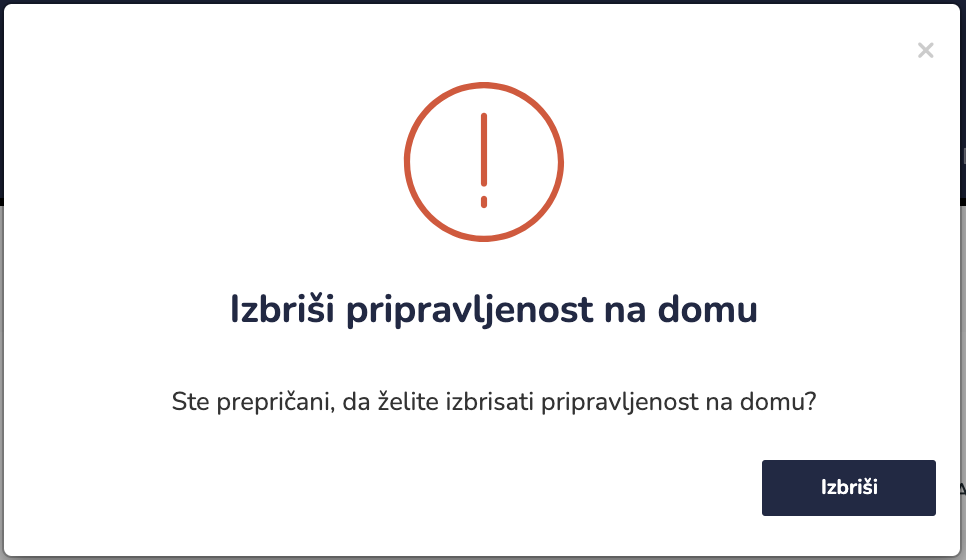 Izbriši pripravljenost na domu
Ste prepričani, da želite izbrisati pripravljenost na domu?
Izbriši